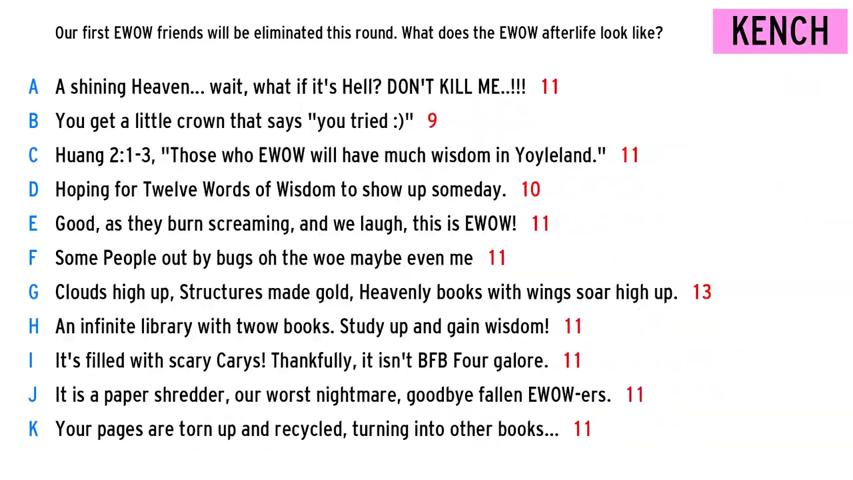 Our first EWOW friends will be eliminated this round. What does the EWOW afterlife look like?
KENCH
A A shining Heaven... wait, what if it's Hell? DON'T KILL ME..!!! 11
B You get a little crown that says "you tried :)" 9
C Huang 2:1-3, "Those who EWOW will have much wisdom in Yoyleland." 11
D Hoping for Twelve Words of Wisdom to show up someday. 10
E Good, as they burn screaming, and we laugh, this is EWOW! 11
F Some People out by bugs oh the woe maybe even me 11
G Clouds high up, Structures made gold, Heavenly books with wings soar high up. 13
H An infinite library with twow books. Study up and gain wisdom! 11
I It's filled with scary Carys! Thankfully, it isn't BFB Four galore. 11
J It is a paper shredder, our worst nightmare, goodbye fallen EWOW-ers. 11
K Your pages are torn up and recycled, turning into other books... 11